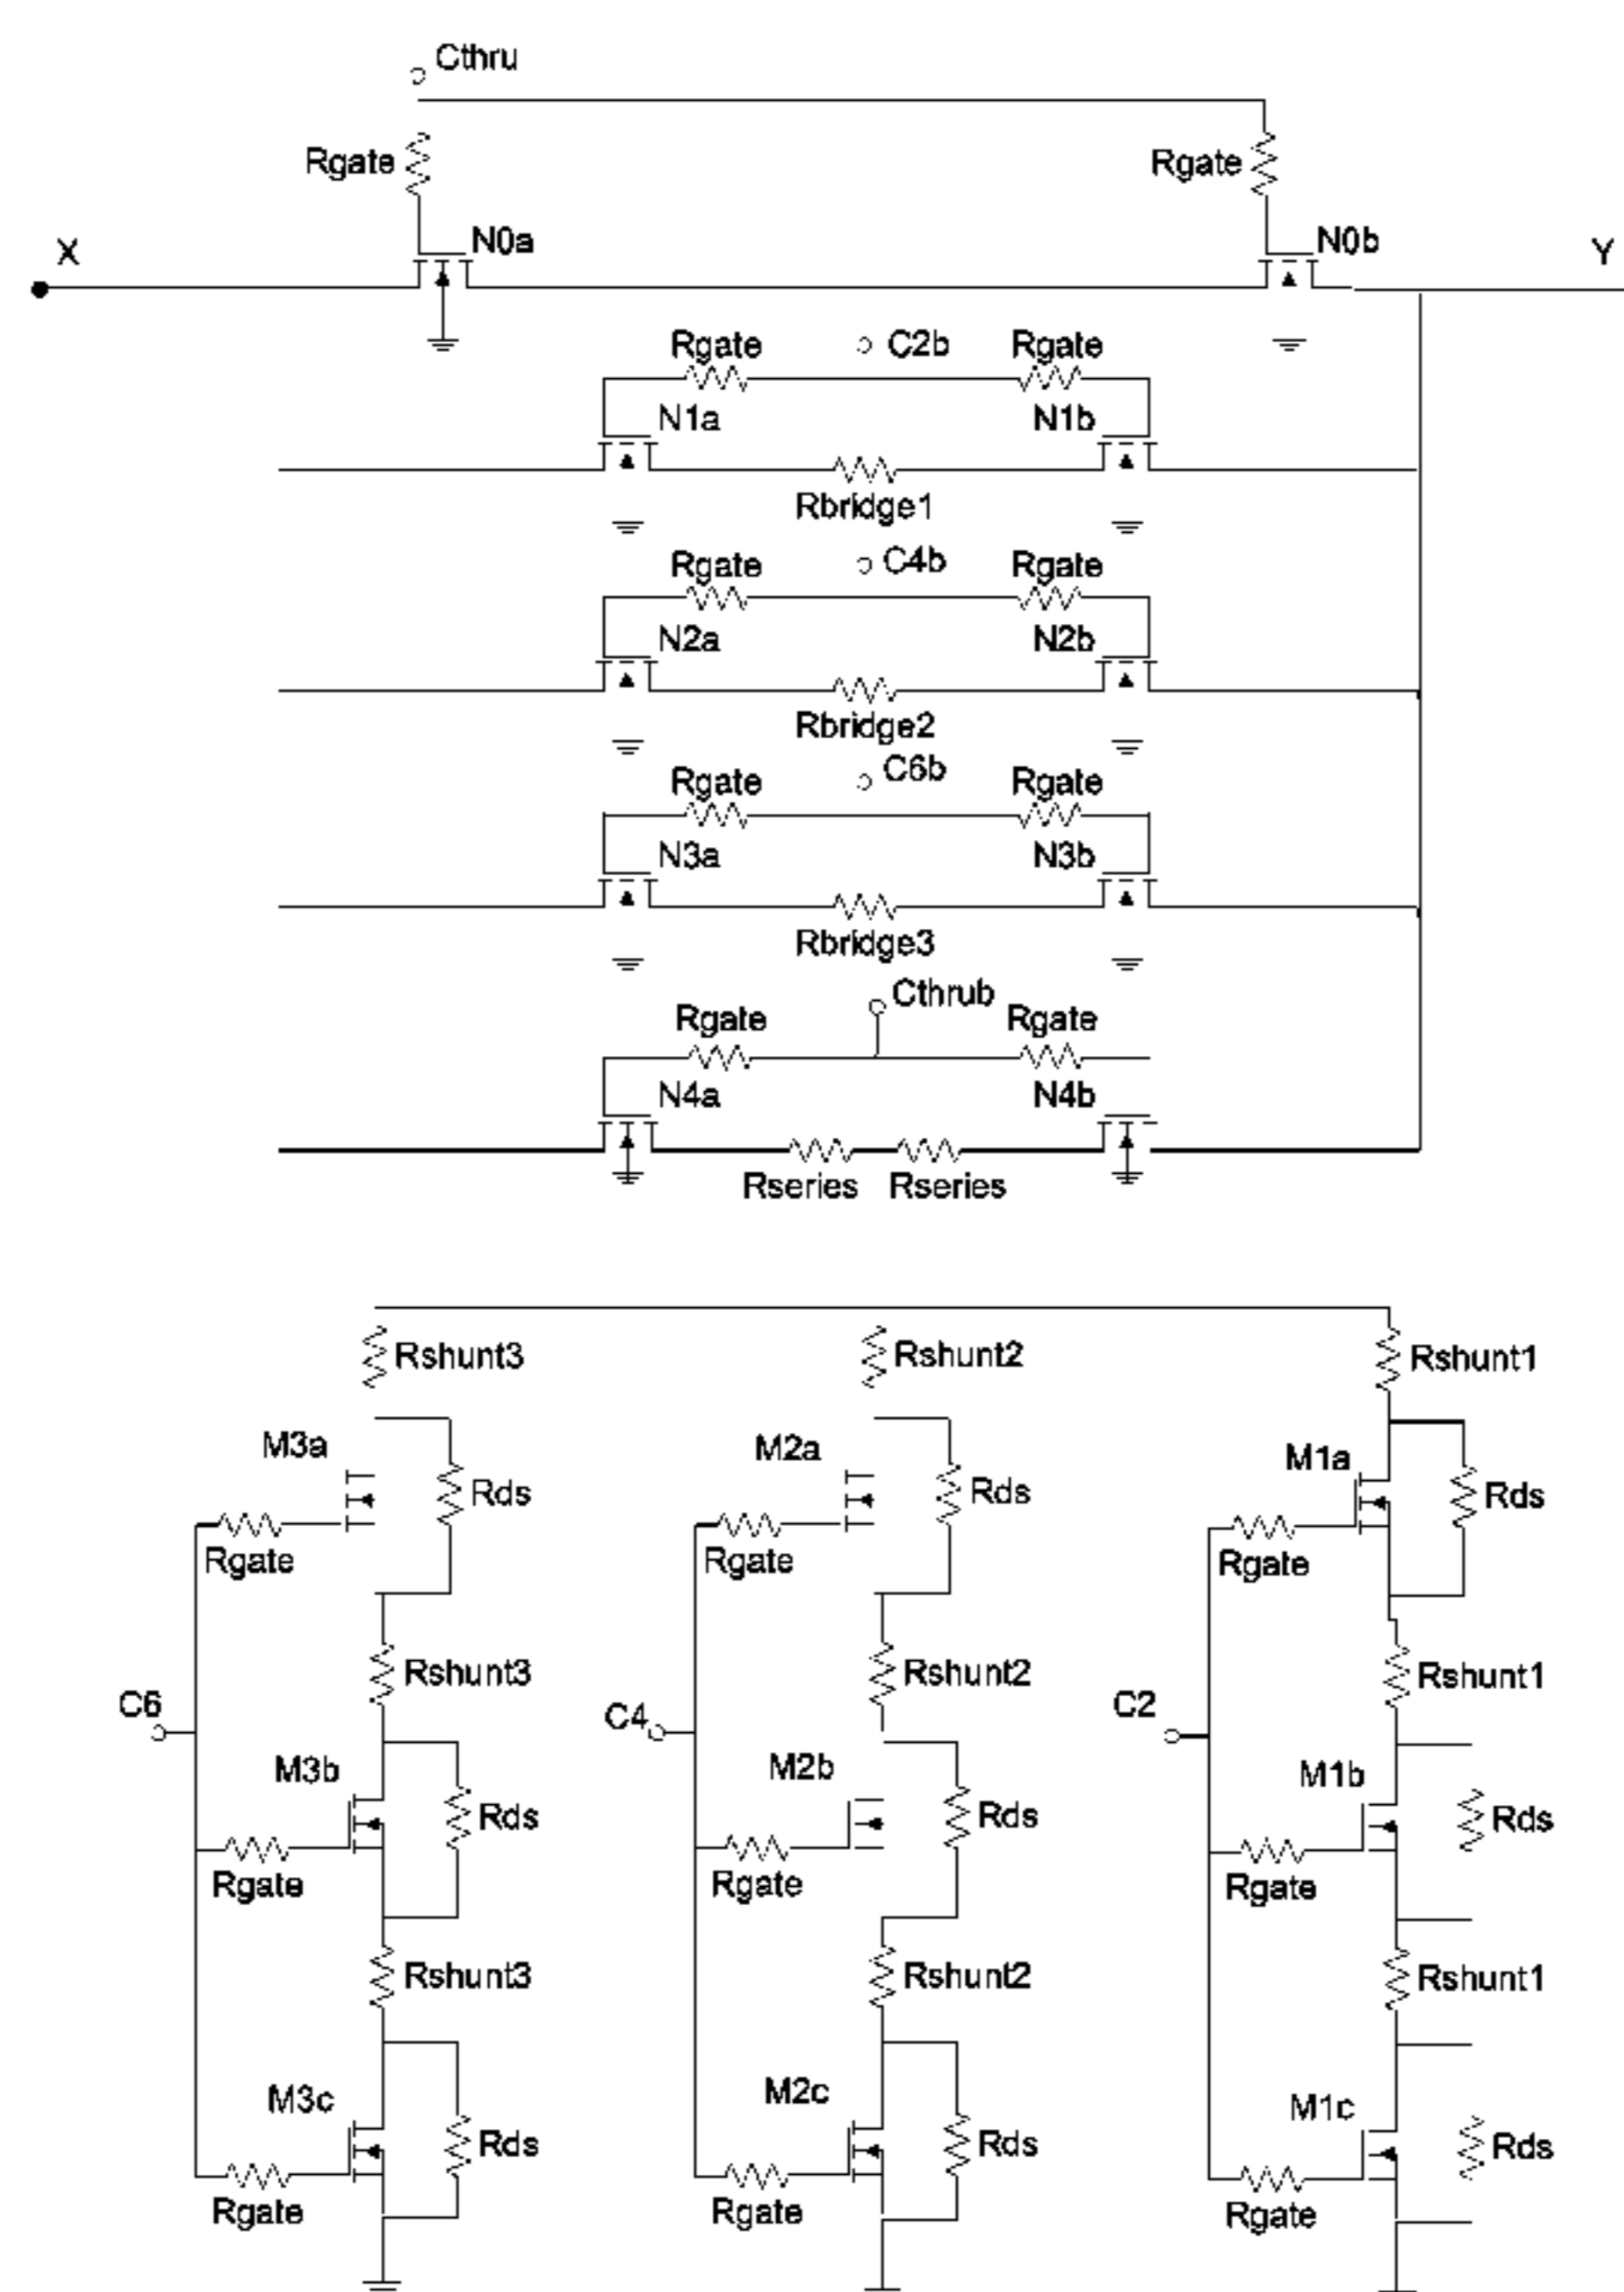 Cthru
Rgate Rgate
X N0a N0b Y
Rgate C2b Rgate
N1a N1b
Rbridge1
Rgate C4b Rgate
N2a N2b
Rbridge2
Rgate C6b Rgate
N3a N3b
Rbridge3
Cthrub
Rgate Rgate
N4a N4b
Rseries Rseries
Rshunt3 Rshunt2 Rshunt1
M3a M2a M1a
Rds Rds Rds
Rgate Rgate Rgate
Rshunt3 Rshunt2 Rshunt1
C6 C4 C2
M3b M2b M1b
Rds Rds Rds
Rgate Rgate Rgate
Rshunt3 Rshunt2 Rshunt1
M3c M2c M1c
Rds Rds Rds
Rgate Rgate Rgate